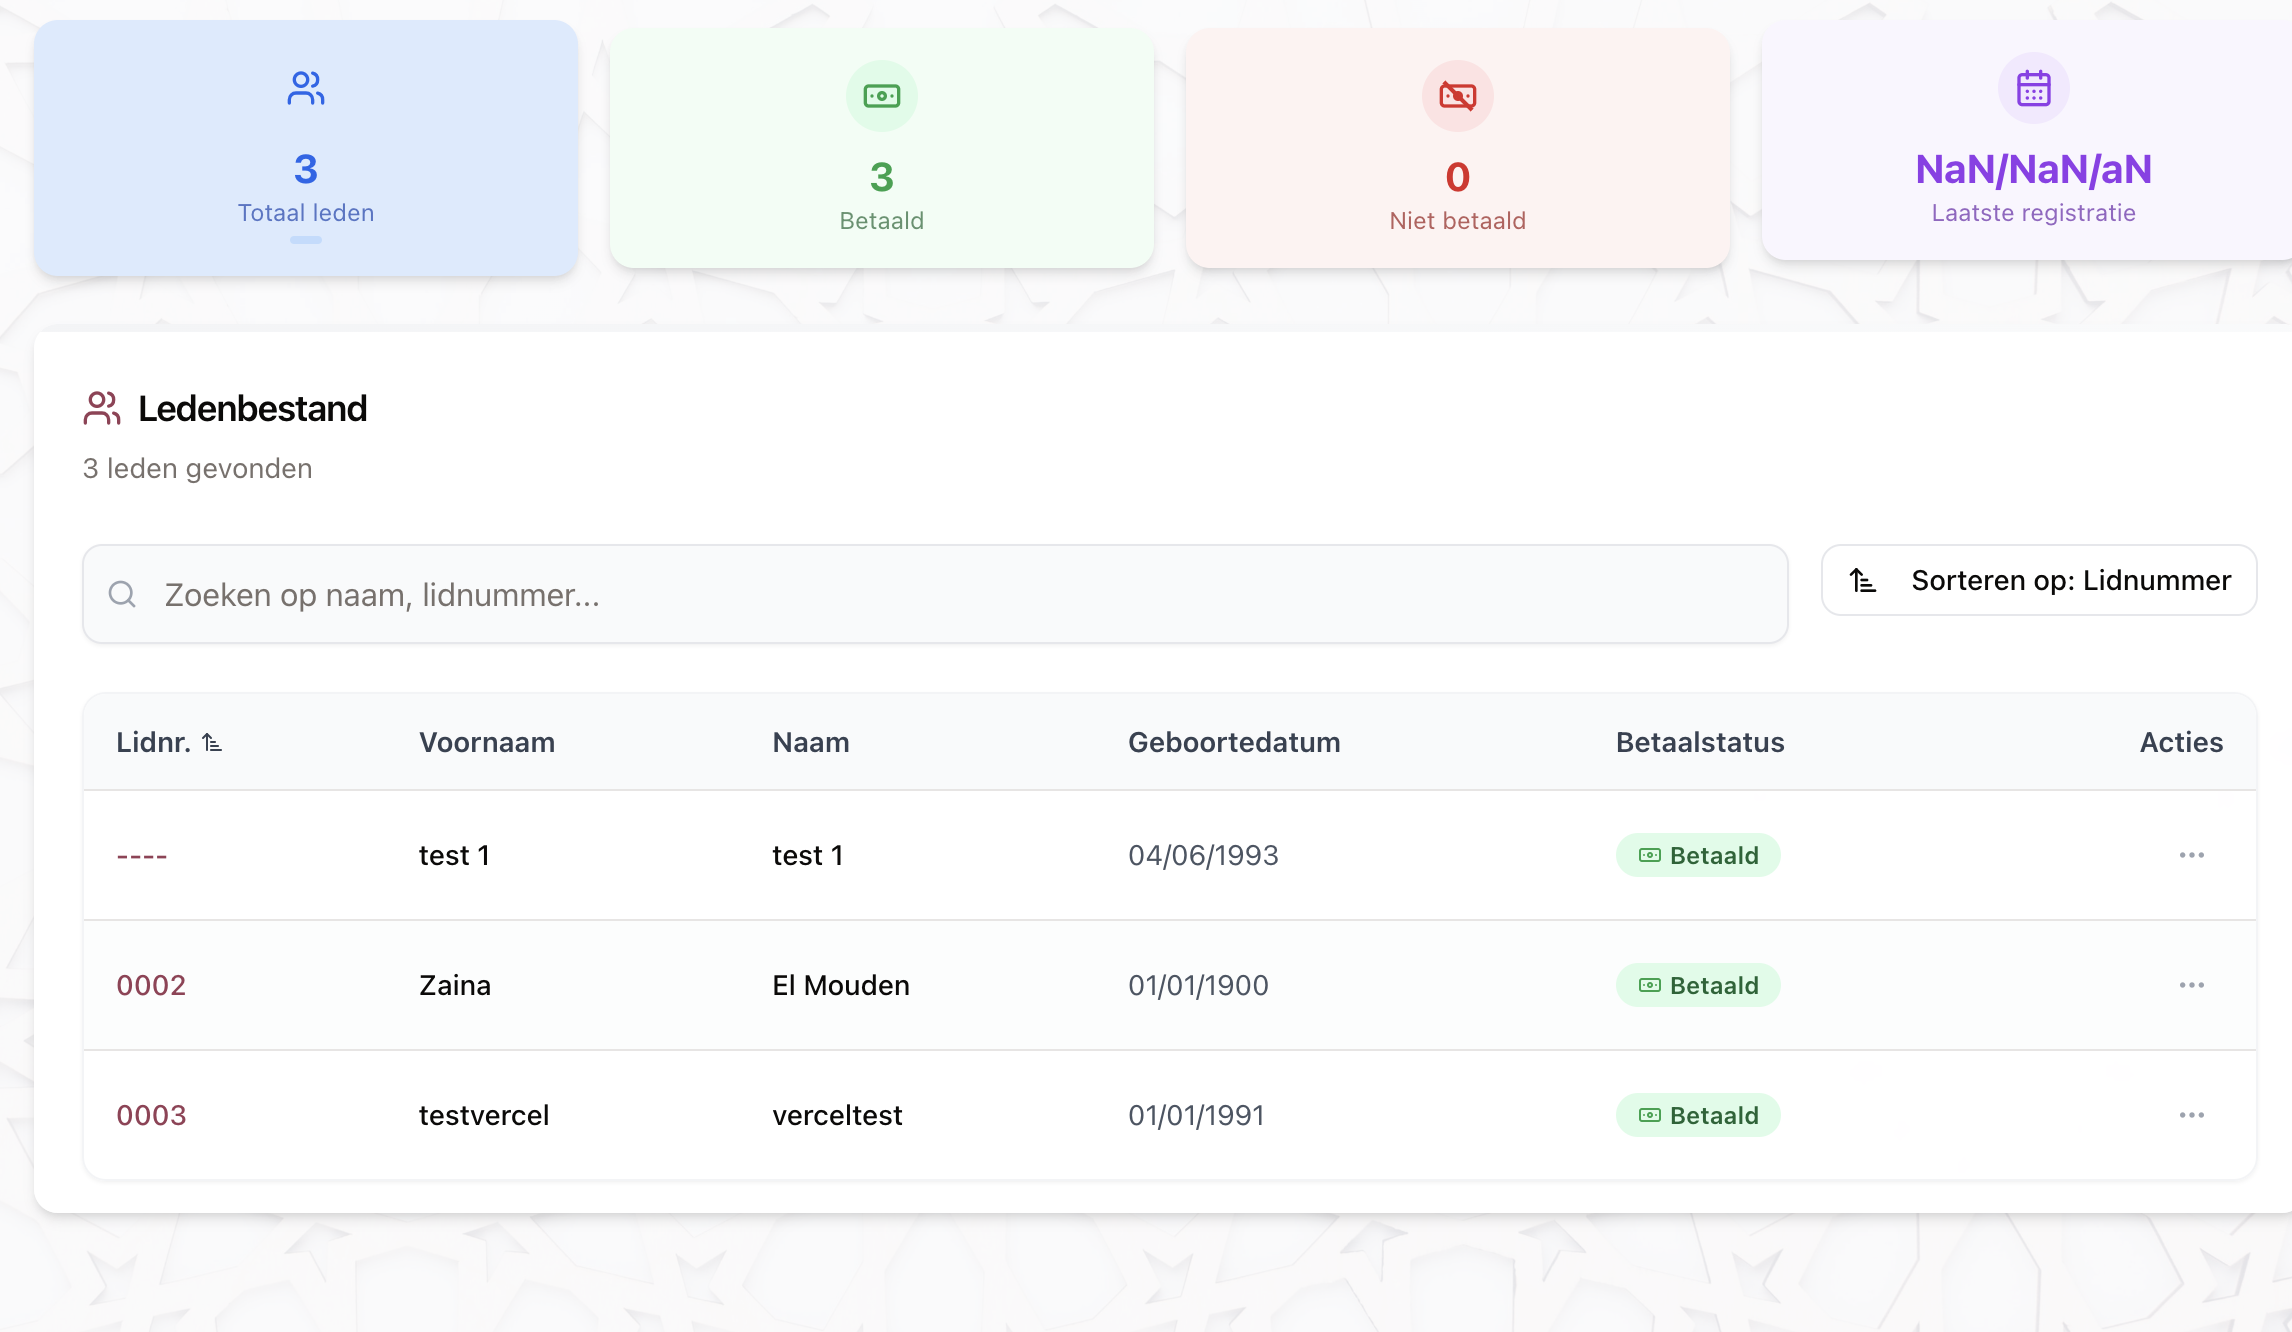 3
Totaal leden
3
Betaald
0
Niet betaald
NaN/NaN/aN
Laatste registratie
Ledenbestand
3 leden gevonden
Zoeken op naam, lidnummer...
Sorteren op: Lidnummer
Lidnr. Voornaam Naam Geboortedatum Betaalstatus Acties
---- test 1 test 1 04/06/1993 Betaald
0002 Zaina El Mouden 01/01/1900 Betaald
0003 testvercel verceltest 01/01/1991 Betaald